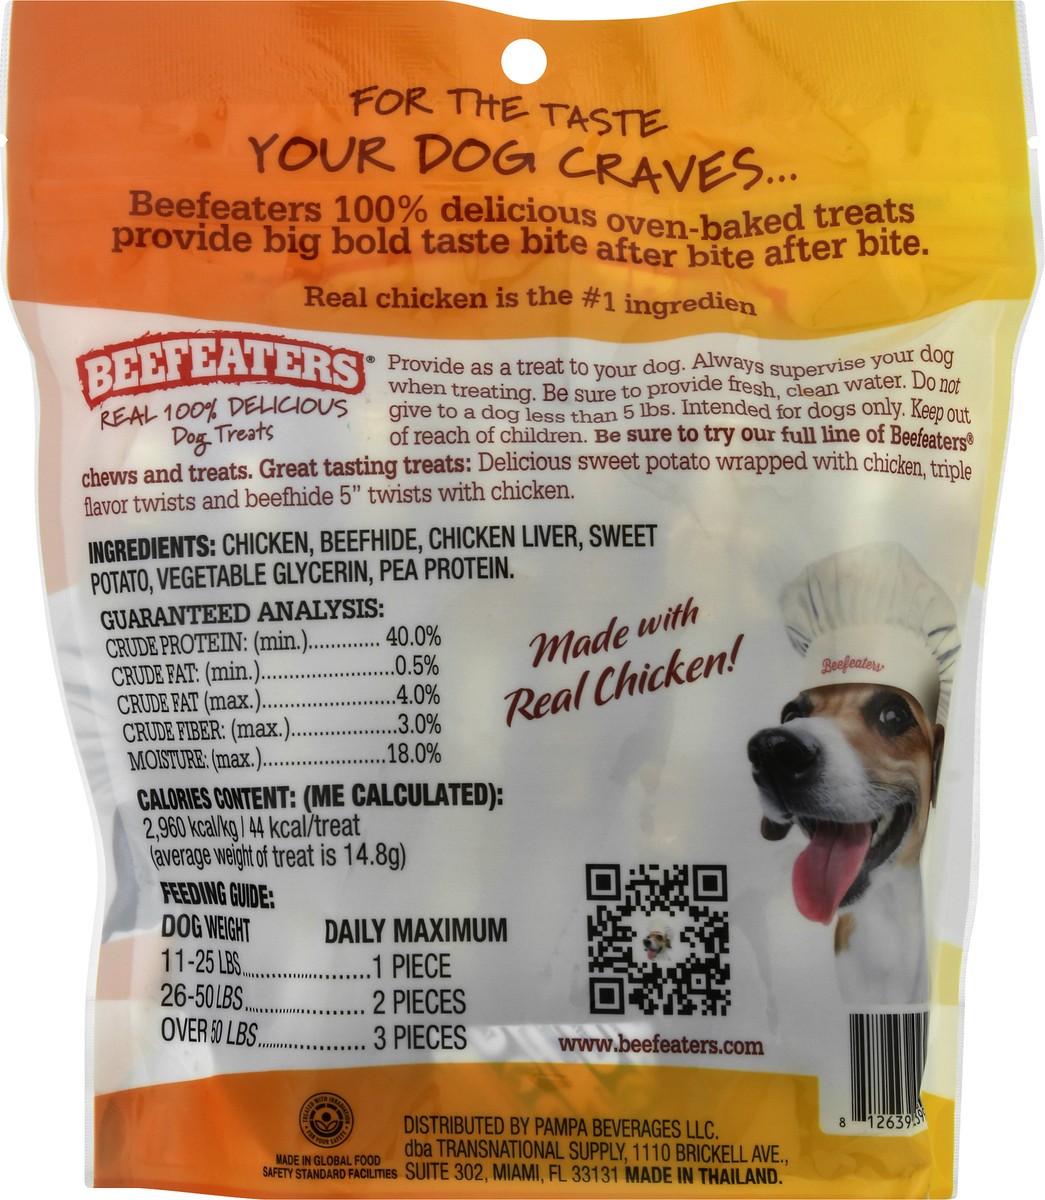 FOR THE TASTE
YOUR DOG CRAVES...
Beefeaters 100% delicious oven-baked treats
provide big bold taste bite after bite after bite.
Real chicken is the #1 ingredien
BEEFEATERS®
REAL 100% DELICIOUS
Dog Treats
Provide as a treat to your dog. Always supervise your dog
when treating. Be sure to provide fresh, clean water. Do not
give to a dog less than 5 lbs. Intended for dogs only. Keep out
of reach of children. Be sure to try our full line of Beefeaters®
chews and treats. Great tasting treats: Delicious sweet potato wrapped with chicken, triple
flavor twists and beefhide 5" twists with chicken.
INGREDIENTS: CHICKEN, BEEFHIDE, CHICKEN LIVER, SWEET
POTATO, VEGETABLE GLYCERIN, PEA PROTEIN.
GUARANTEED ANALYSIS:
CRUDE PROTEIN: (min.)............ 40.0%
CRUDE FAT: (min.)......................0.5%
CRUDE FAT (max.)......................4.0%
CRUDE FIBER: (max.).................3.0%
MOISTURE: (max.)......................18.0%
Made with
Real Chicken!
Beefeaters
CALORIES CONTENT: (ME CALCULATED):
2,960 kcal/kg | 44 kcal/treat
(average weight of treat is 14.8g)
FEEDING GUIDE:
DOG WEIGHT DAILY MAXIMUM
11-25 LBS......................1 PIECE
26-50 LBS..................... 2 PIECES
OVER 50 LBS.................. 3 PIECES
www.beefeaters.com
8 12639
TREATED WITH IRRADIATION
FOR YOUR SAFETY
MADE IN GLOBAL FOOD
SAFETY STANDARD FACILITIES
DISTRIBUTED BY PAMPA BEVERAGES LLC.
dba TRANSNATIONAL SUPPLY, 1110 BRICKELL AVE.,
SUITE 302, MIAMI, FL 33131 MADE IN THAILAND.